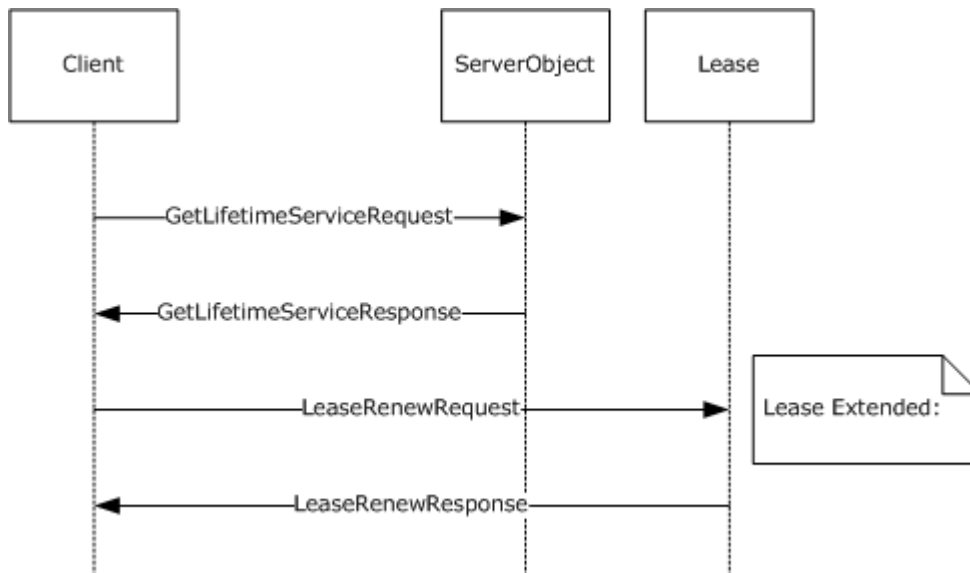 Client
ServerObject
Lease
GetLifetimeServiceRequest
GetLifetimeServiceResponse
LeaseRenewRequest
Lease Extended:
LeaseRenewResponse